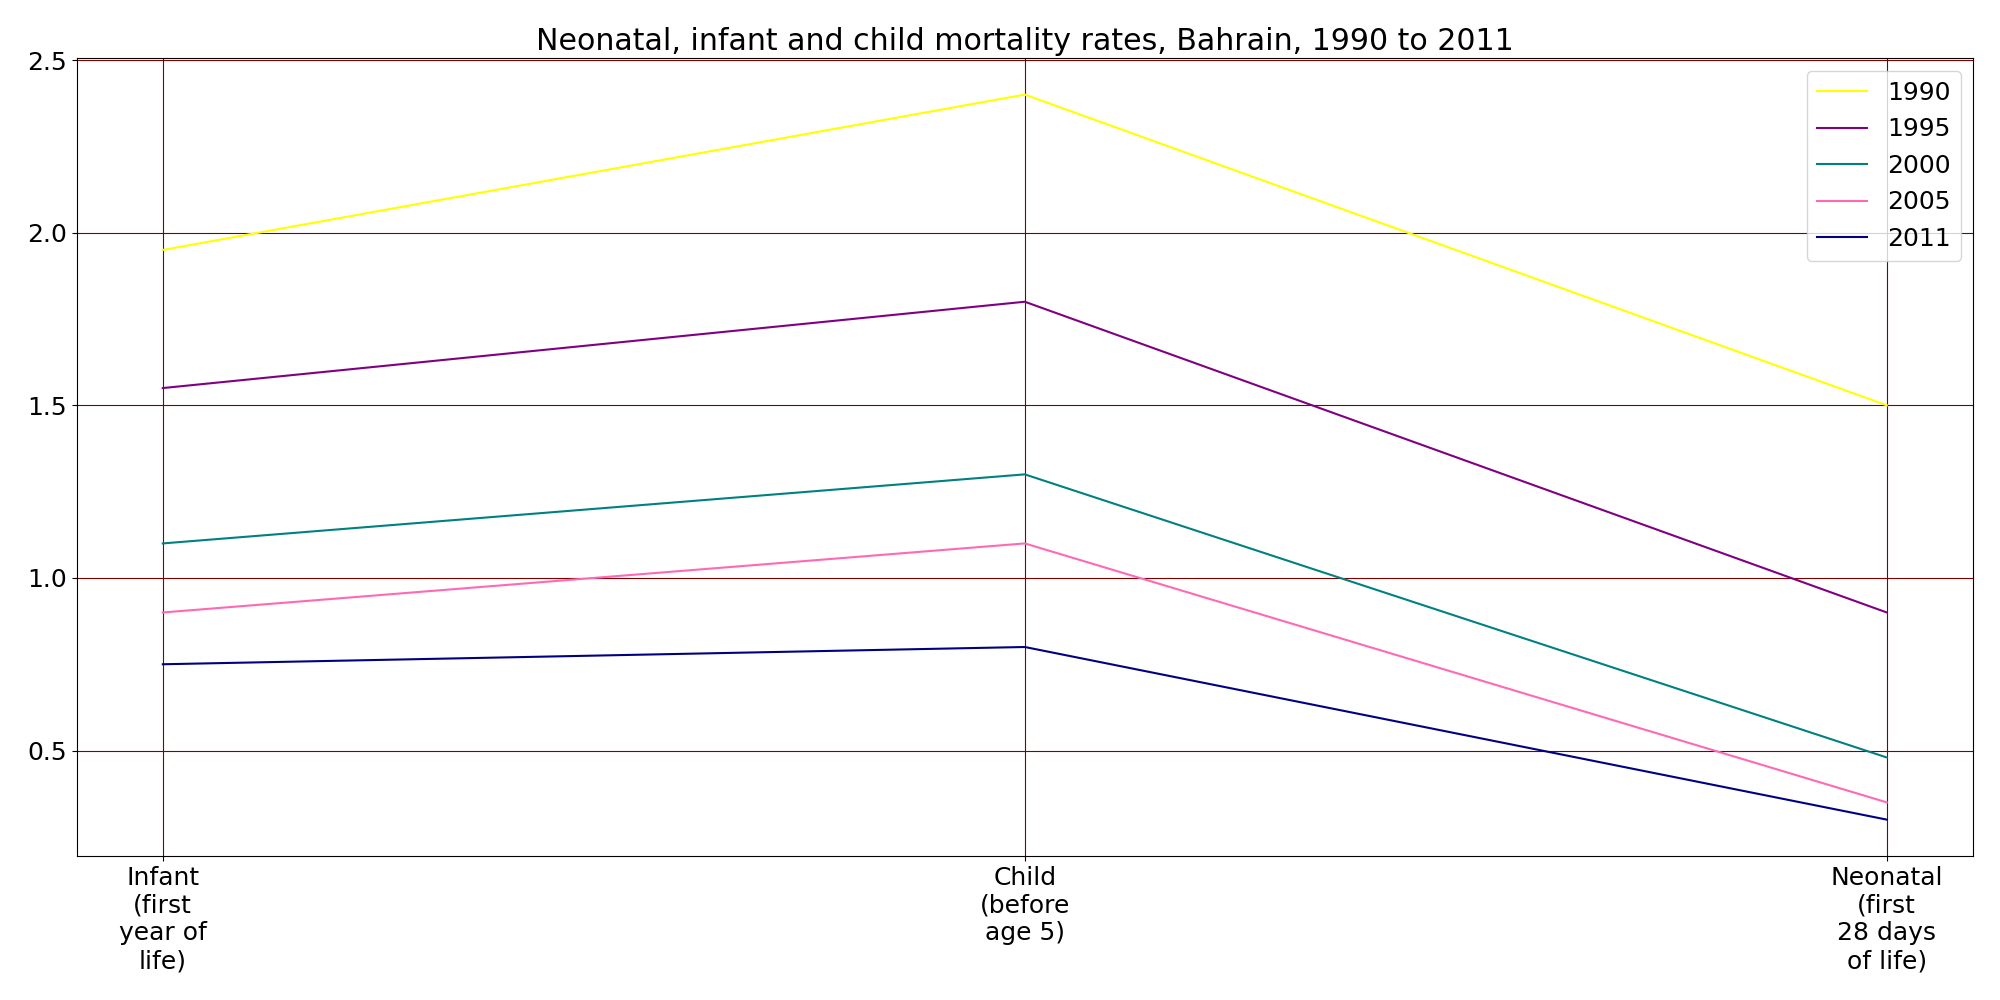 Neonatal, infant and child mortality rates, Bahrain, 1990 to 2011
2.5
2.0
1.5
1.0
0.5
1990
1995
2000
2005
2011
Infant
(first
year of
life)
Child
(before
age 5)
Neonatal
(first
28 days
of life)